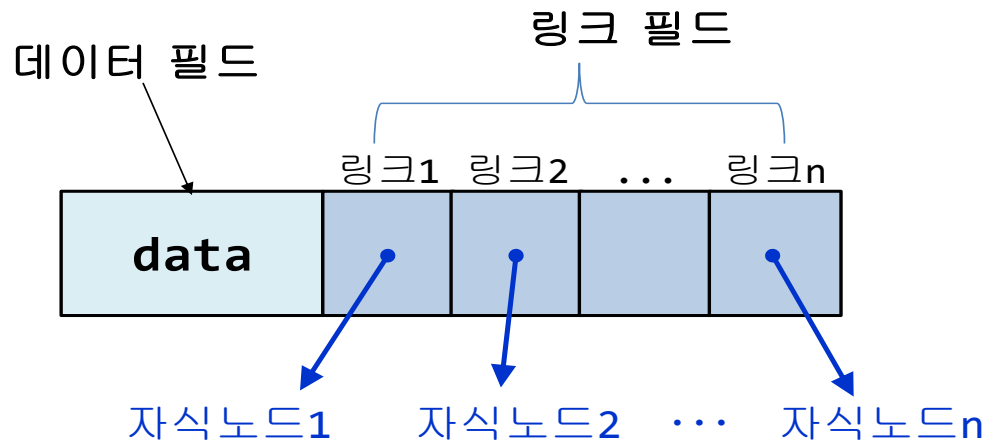 링크 필드
데이터 필드
링크1 링크2 ... 링크n
data
자식노드1 자식노드2 ... 자식노드n